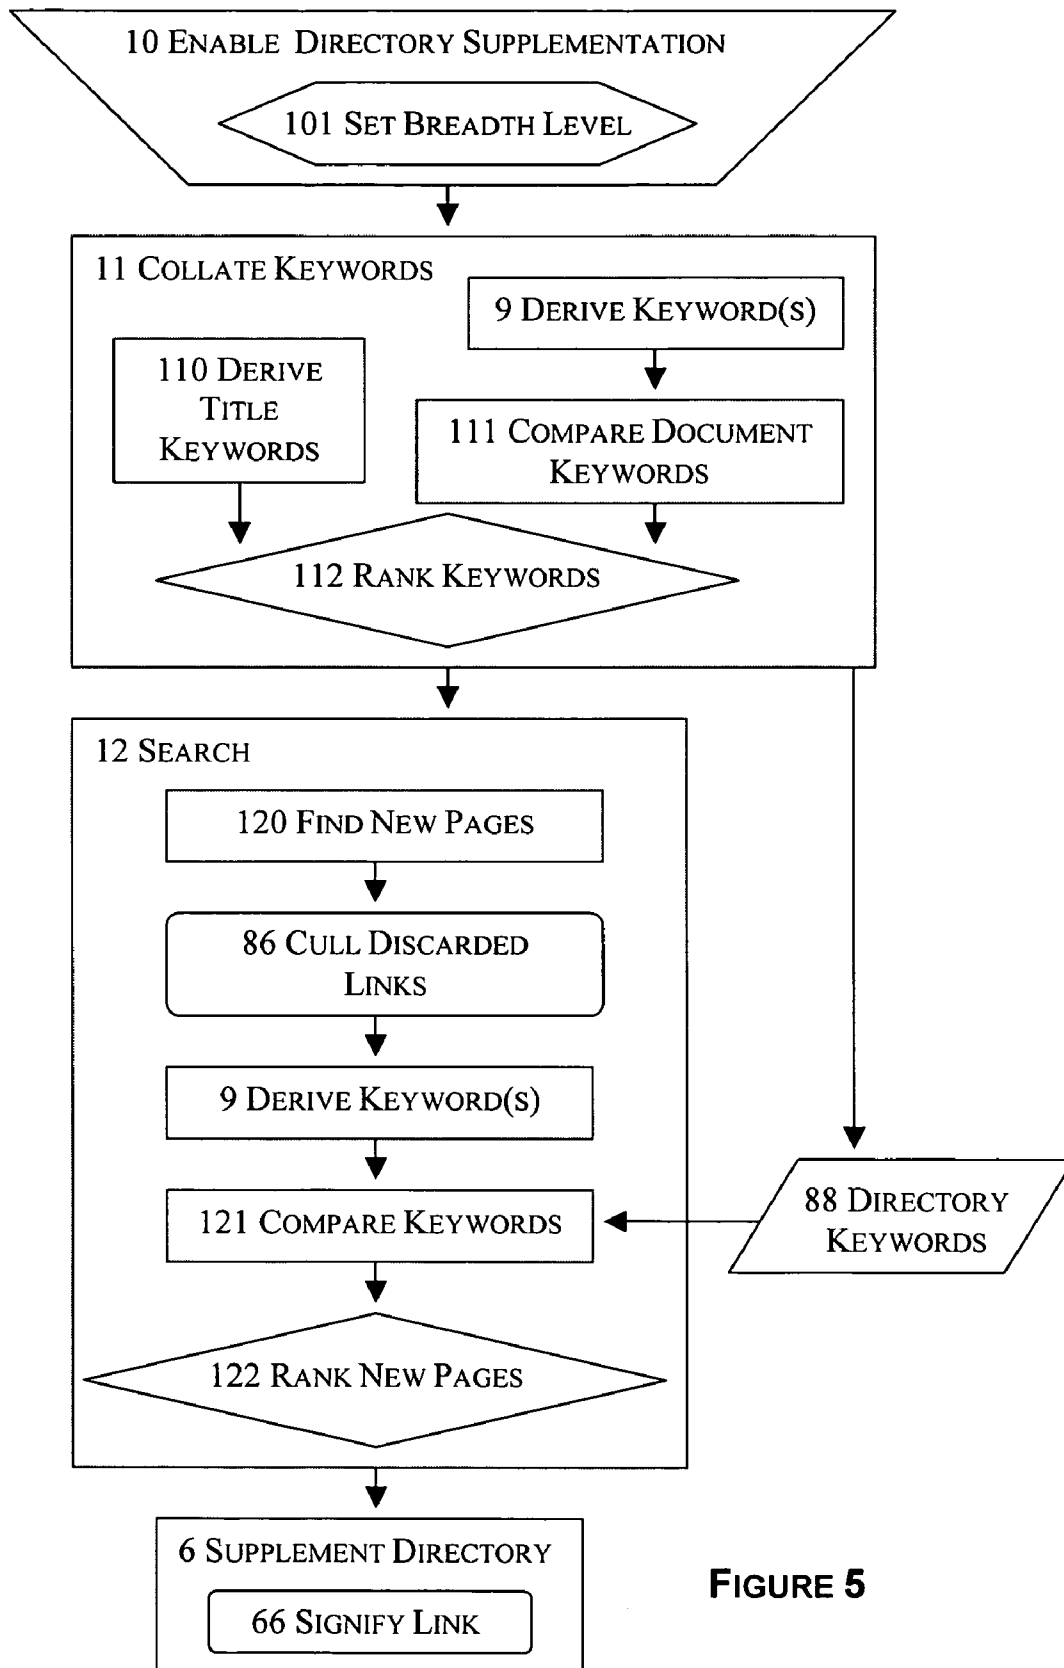 10 ENABLE DIRECTORY SUPPLEMENTATION
101 SET BREADTH LEVEL
11 COLLATE KEYWORDS
9 DERIVE KEYWORD(S)
110 DERIVE
TITLE
KEYWORDS
111 COMPARE DOCUMENT
KEYWORDS
112 RANK KEYWORDS
12 SEARCH
120 FIND NEW PAGES
86 CULL DISCARDED
LINKS
9 DERIVE KEYWORD(S)
121 COMPARE KEYWORDS
88 DIRECTORY
KEYWORDS
122 RANK NEW PAGES
6 SUPPLEMENT DIRECTORY
66 SIGNIFY LINK
FIGURE 5